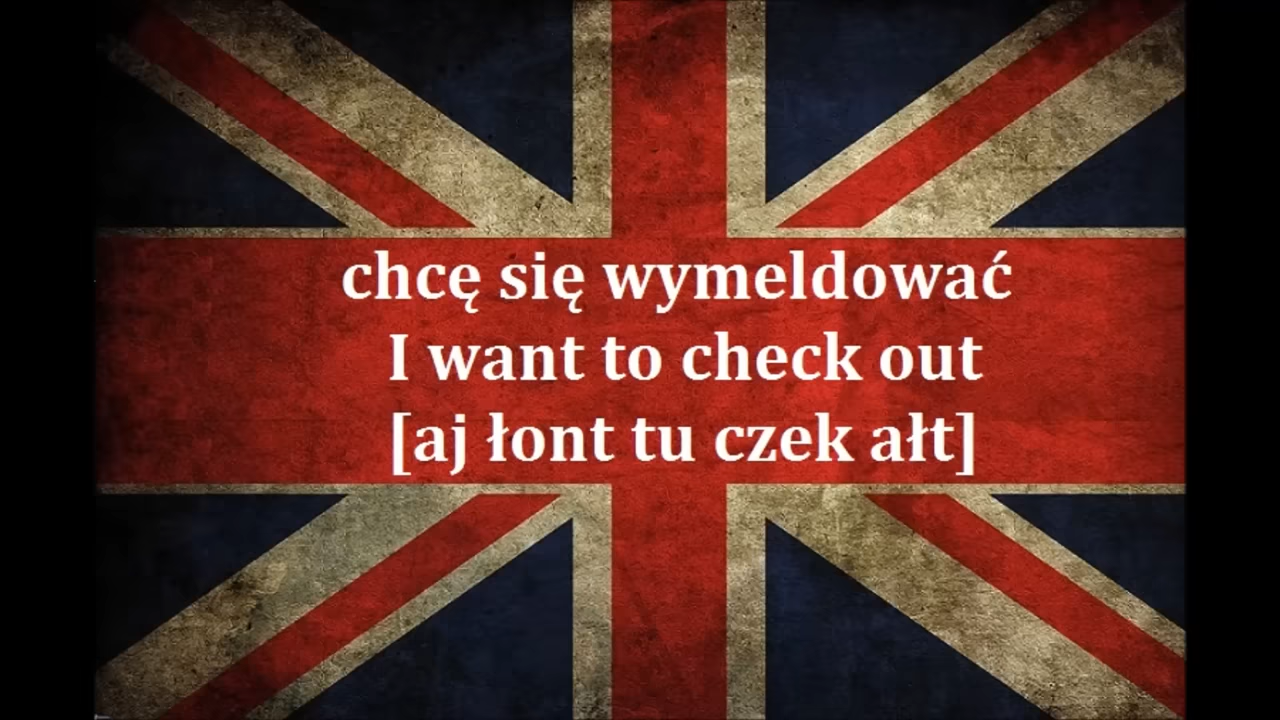 chcę się wymeldować
I want to check out
[aj łont tu czek ałt]